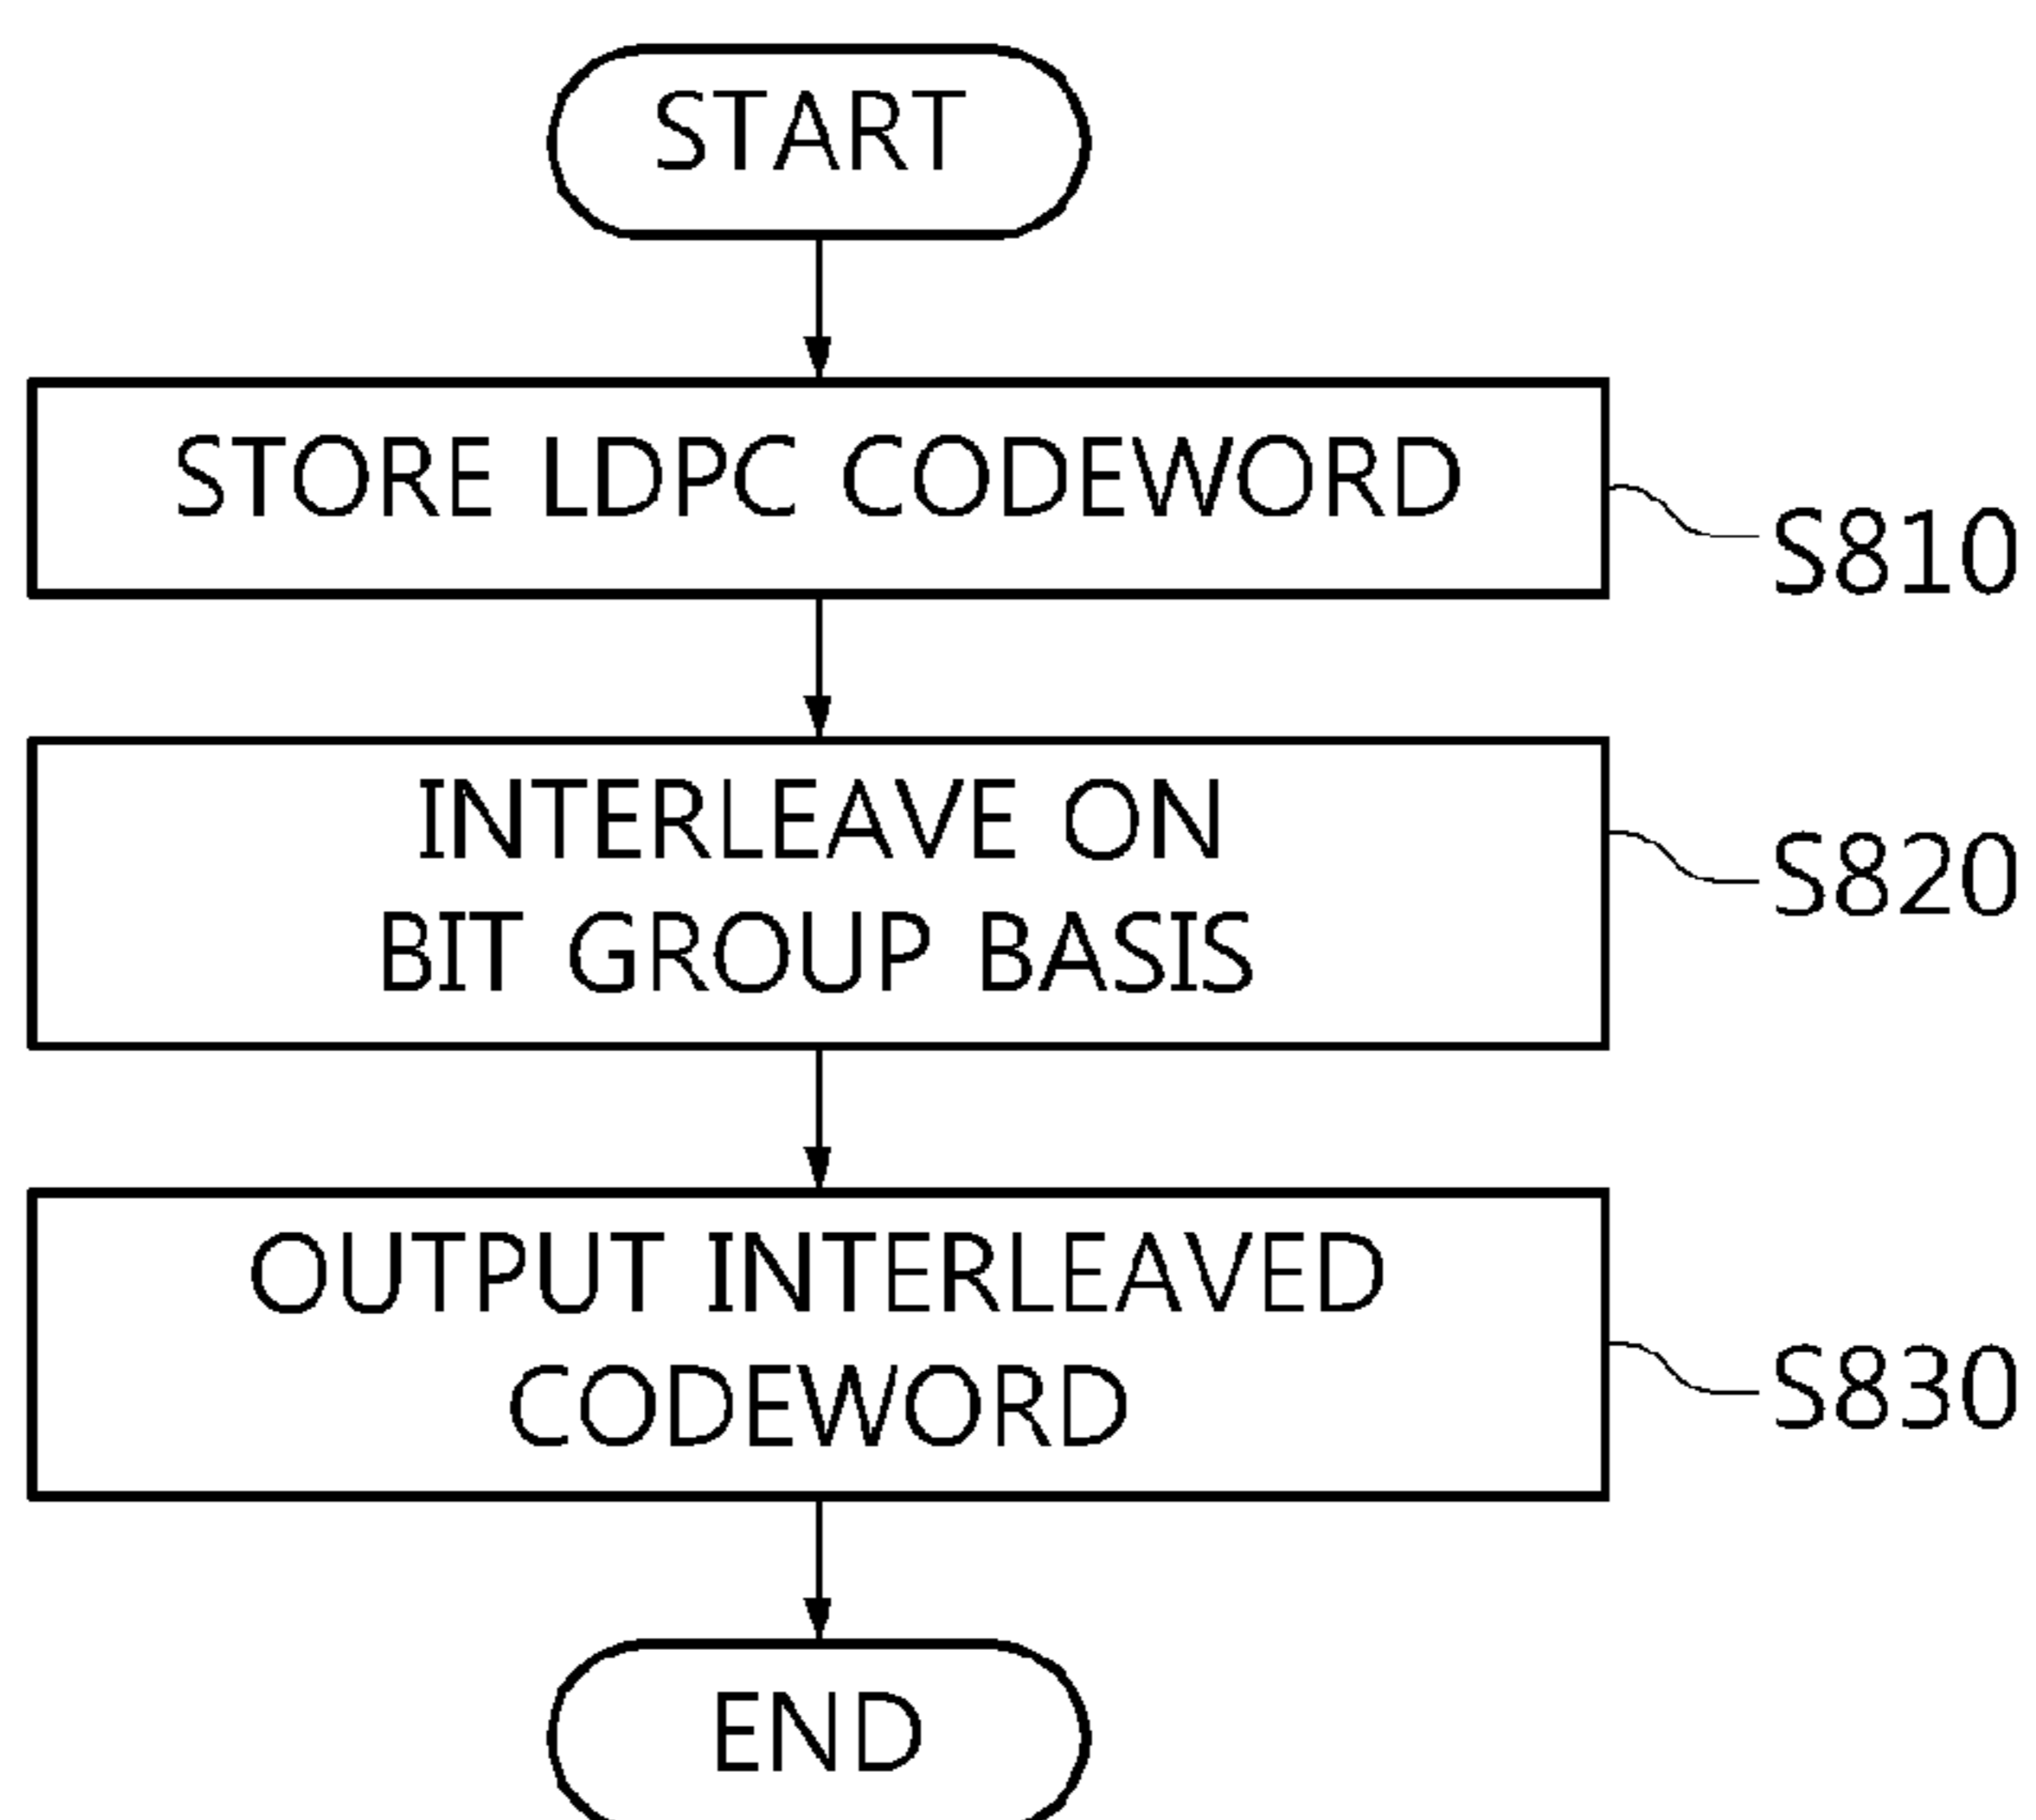 START
STORE LDPC CODEWORD
S810
INTERLEAVE ON
BIT GROUP BASIS
S820
OUTPUT INTERLEAVED
CODEWORD
S830
END